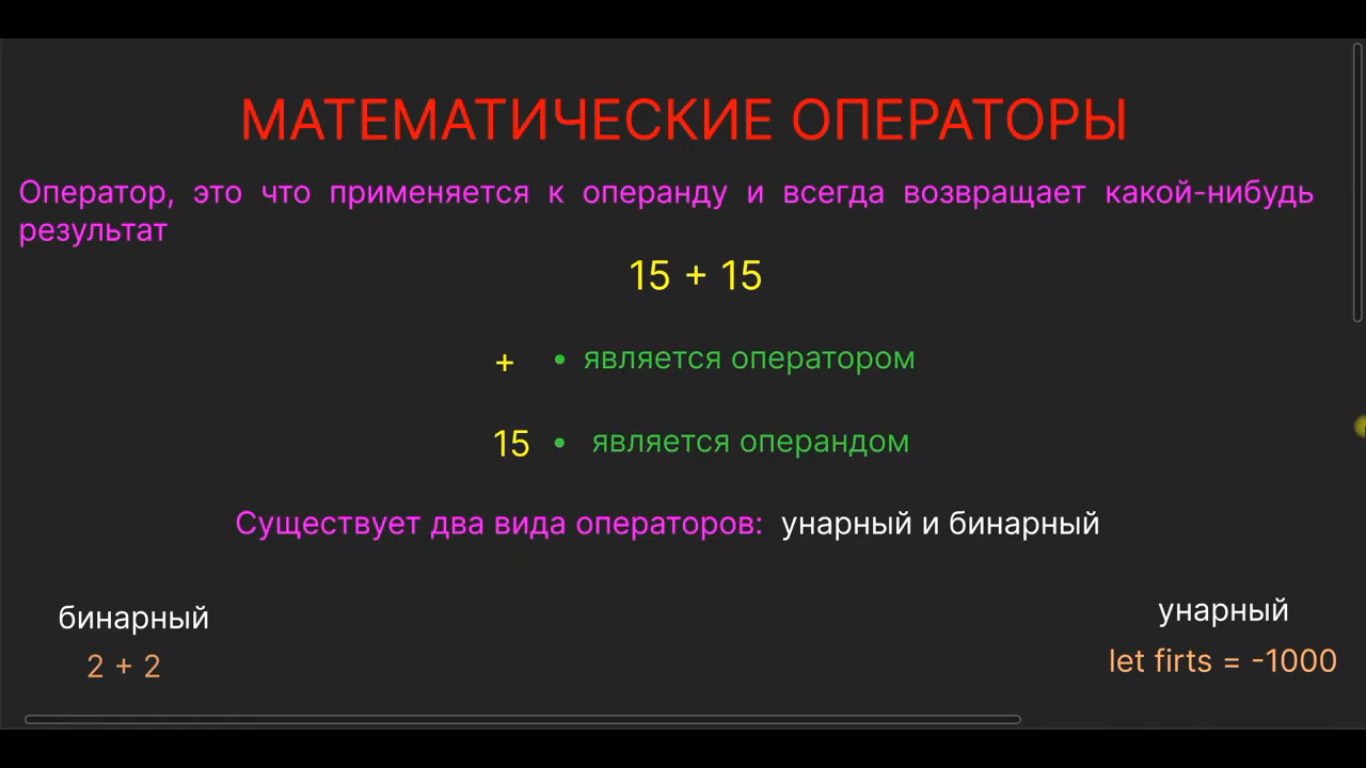 МАТЕМАТИЧЕСКИЕ ОПЕРАТОРЫ
Оператор, это что применяется к операнду и всегда возвращает какой-нибудь
результат
15 + 15
+ • является оператором
15 • является операндом
Существует два вида операторов: унарный и бинарный
бинарный
2 + 2
унарный
let firts = -1000